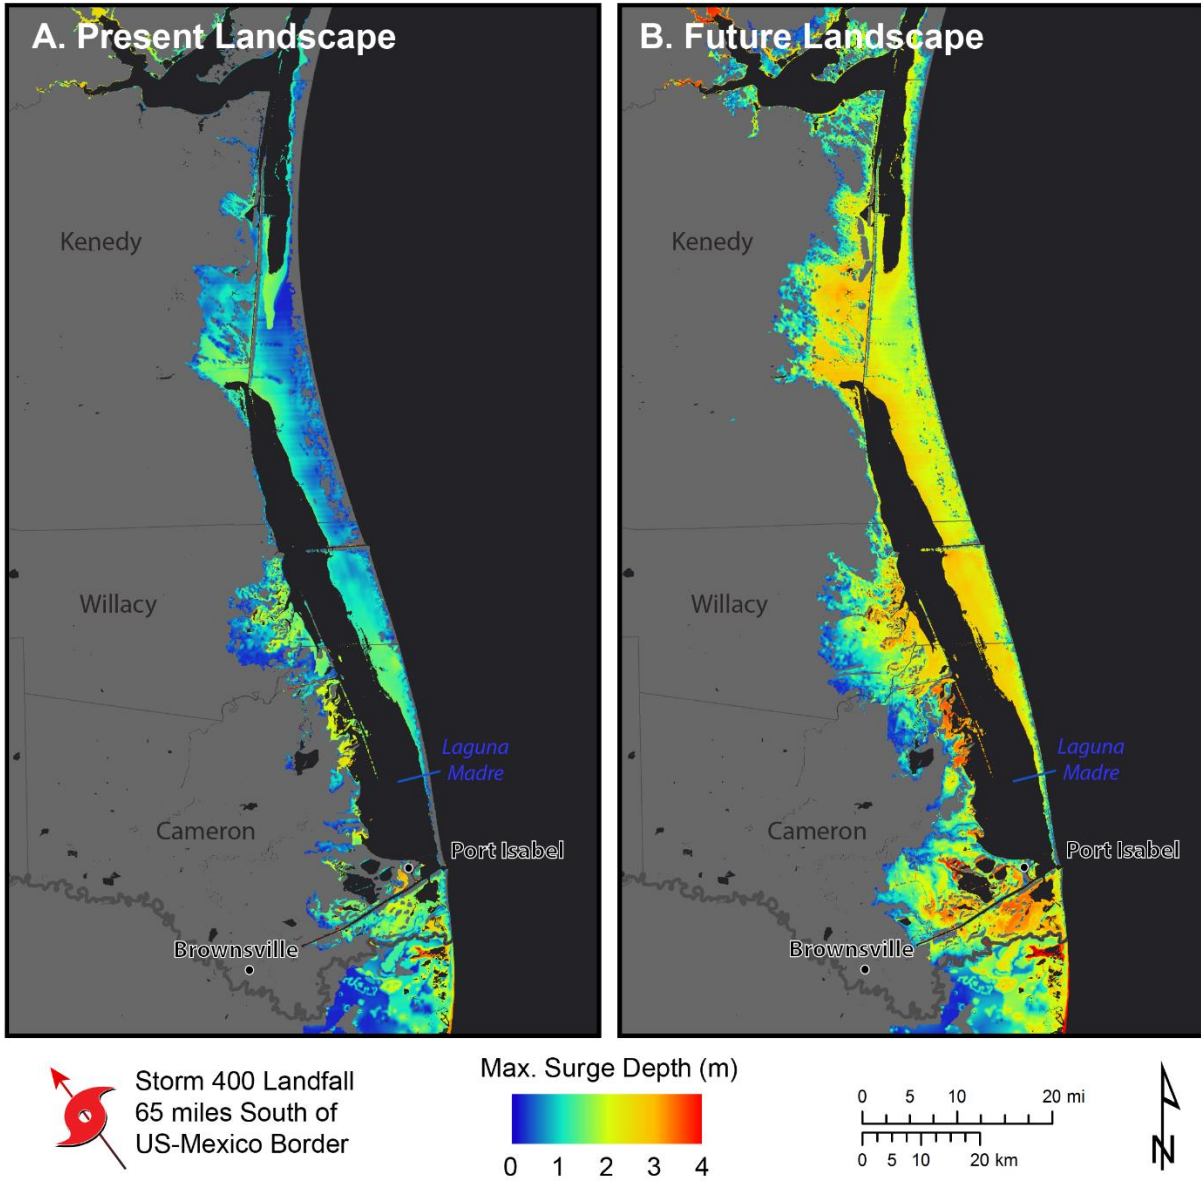 A. Present Landscape
Kenedy
Willacy
Laguna
Madre
Cameron
Port Isabel
Brownsville
B. Future Landscape
Kenedy
Willacy
Laguna
Madre
Cameron
Port Isabel
Brownsville
Storm 400 Landfall
65 miles South of
US-Mexico Border
Max. Surge Depth (m)
0 1 2 3 4
0 5 10 20 mi
0 5 10 20 km
N